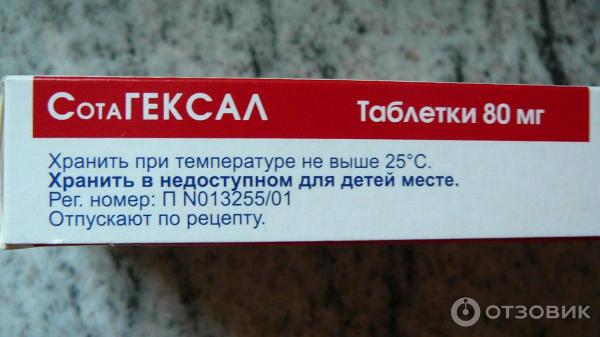 СотаГЕКСАЛ Таблетки 80 мг
Хранить при температуре не выше 25°С.
Хранить в недоступном для детей месте.
Рег. номер: П N013255/01
Отпускают по рецепту.
ОТЗОВИК